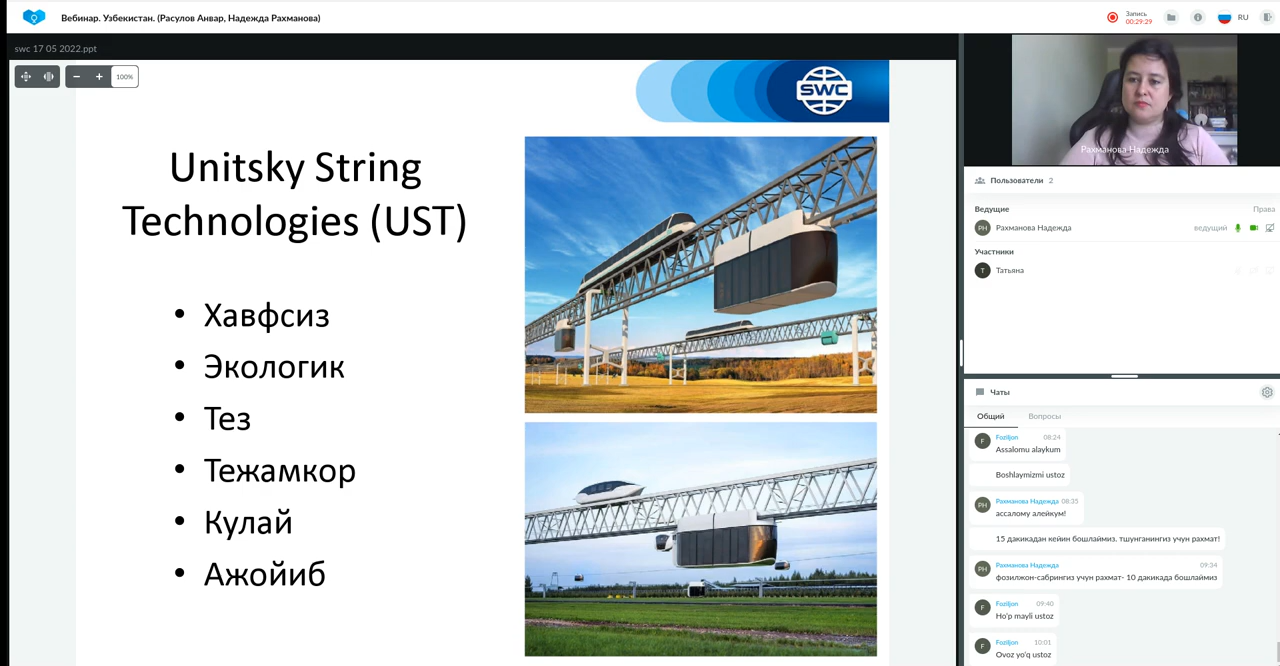 Вебинар. Узбекистан. (Расулов Анвар, Надежда Рахманова)
Запись
00:29:29
RU
swc 17 05 2022.ppt
100%
SWC
Unitsky String
Technologies (UST)
• Хавфсиз
• Экологик
• Тез
• Тежамкор
• Кулай
• Ажойиб
Рахманова Надежда
Пользователи 2
Ведущие Права
РН Рахманова Надежда ведущий
Участники
Т Татьяна
Чаты
Общий Вопросы
F Foziljon 08:24
Assalomu alaykum
Boshlaymizmi ustoz
РН Рахманова Надежда 08:35
ассалому алейкум!
15 дакикадан кейин бошлаймиз. тшунганингиз учун рахмат!
РН Рахманова Надежда 09:34
фозилжон-сабрингиз учун рахмат- 10 дакикада бошлаймиз
F Foziljon 09:40
Ho'p mayli ustoz
F Foziljon 10:01
Ovoz yo'q ustoz